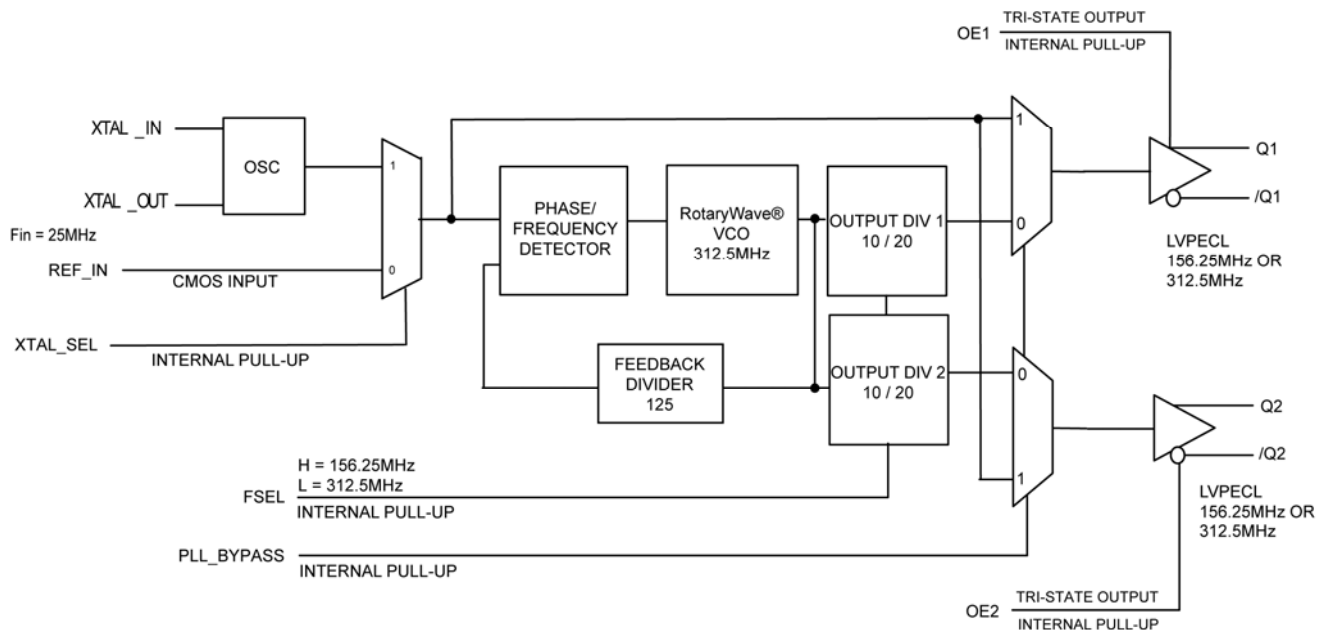 TRI-STATE OUTPUT
OE1
INTERNAL PULL-UP
XTAL _IN
OSC
XTAL _OUT
Fin = 25MHz
REF_IN
CMOS INPUT
XTAL_SEL
INTERNAL PULL-UP
1
0
PHASE/
FREQUENCY
DETECTOR
RotaryWave®
VCO
312.5MHz
FEEDBACK
DIVIDER
125
OUTPUT DIV 1
10 / 20
OUTPUT DIV 2
10 / 20
1
0
0
1
Q1
/Q1
LVPECL
156.25MHz OR
312.5MHz
Q2
/Q2
LVPECL
156.25MHz OR
312.5MHz
H = 156.25MHz
L = 312.5MHz
FSEL
INTERNAL PULL-UP
PLL_BYPASS
INTERNAL PULL-UP
TRI-STATE OUTPUT
OE2
INTERNAL PULL-UP